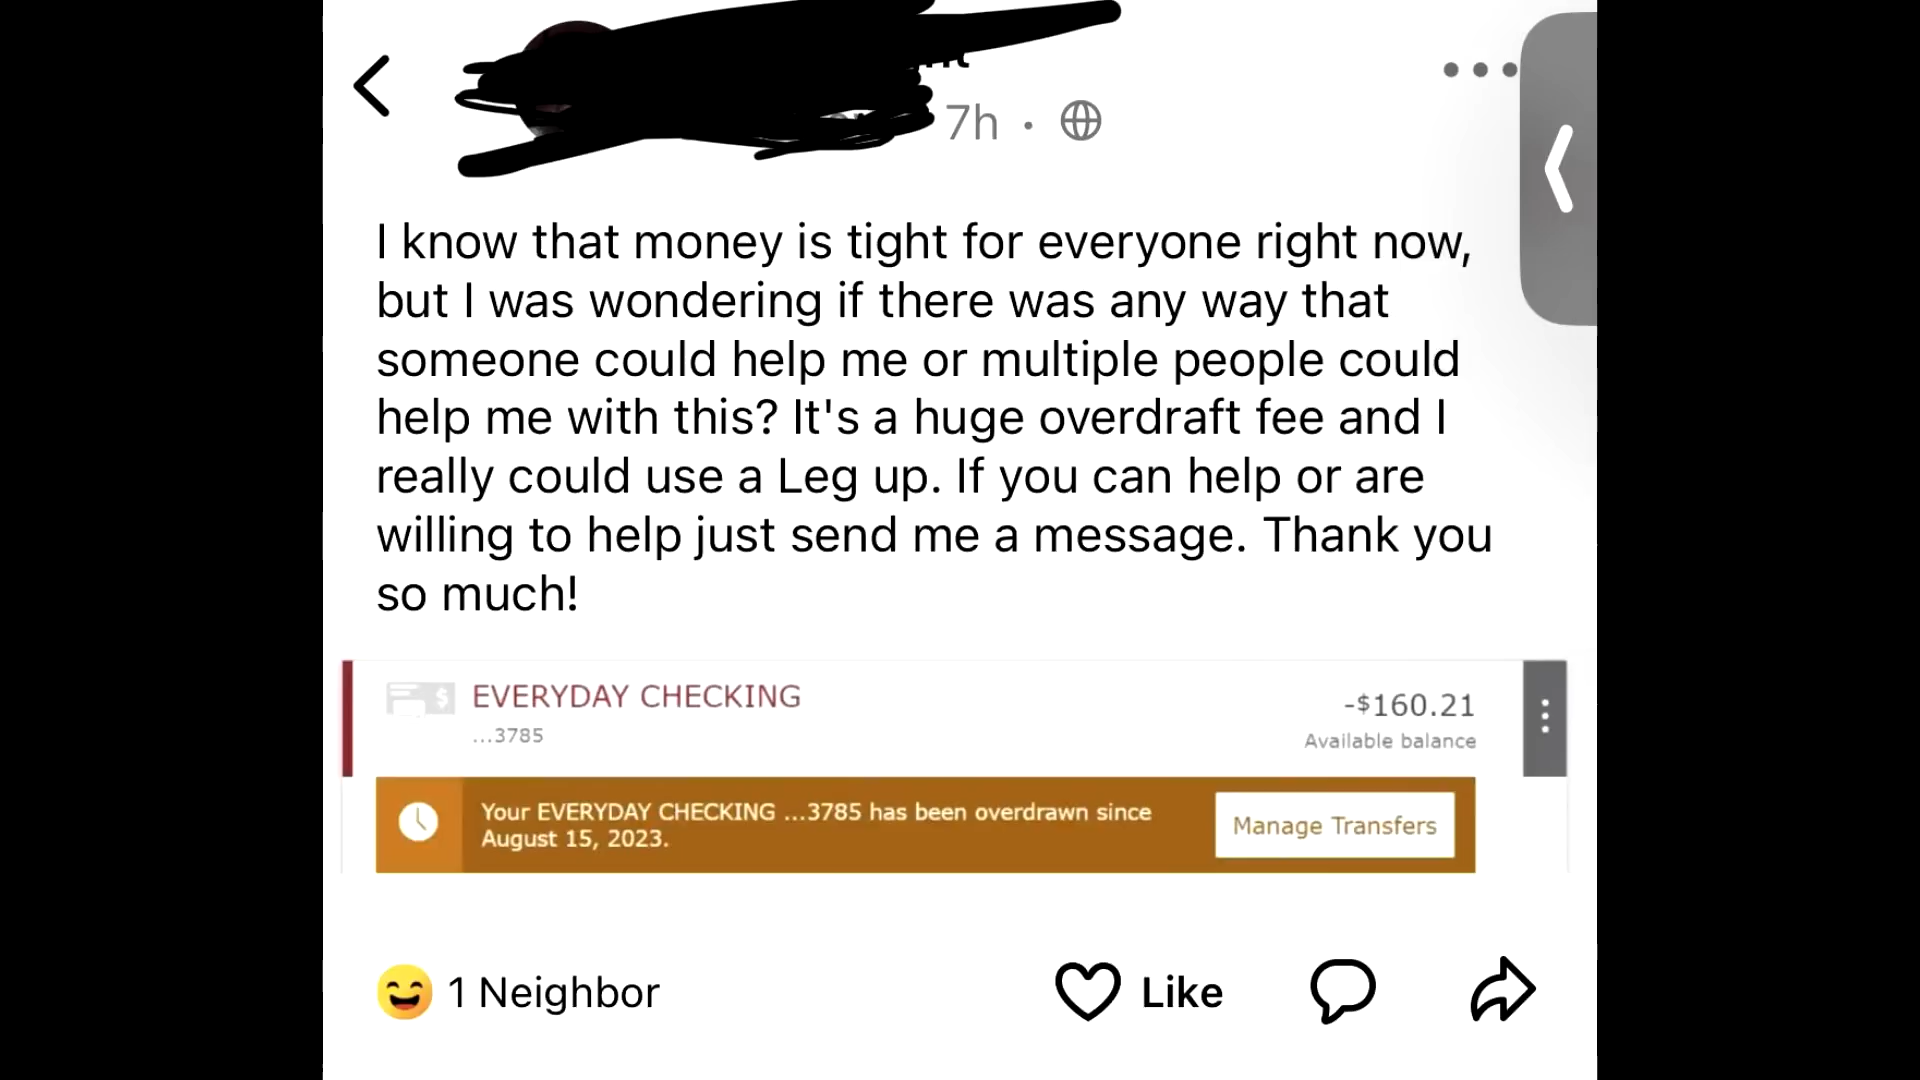 7h
I know that money is tight for everyone right now,
but I was wondering if there was any way that
someone could help me or multiple people could
help me with this? It's a huge overdraft fee and I
really could use a Leg up. If you can help or are
willing to help just send me a message. Thank you
so much!
EVERYDAY CHECKING
...3785
-$160.21
Available balance
Your EVERYDAY CHECKING ...3785 has been overdrawn since
August 15, 2023.
Manage Transfers
1 Neighbor
Like